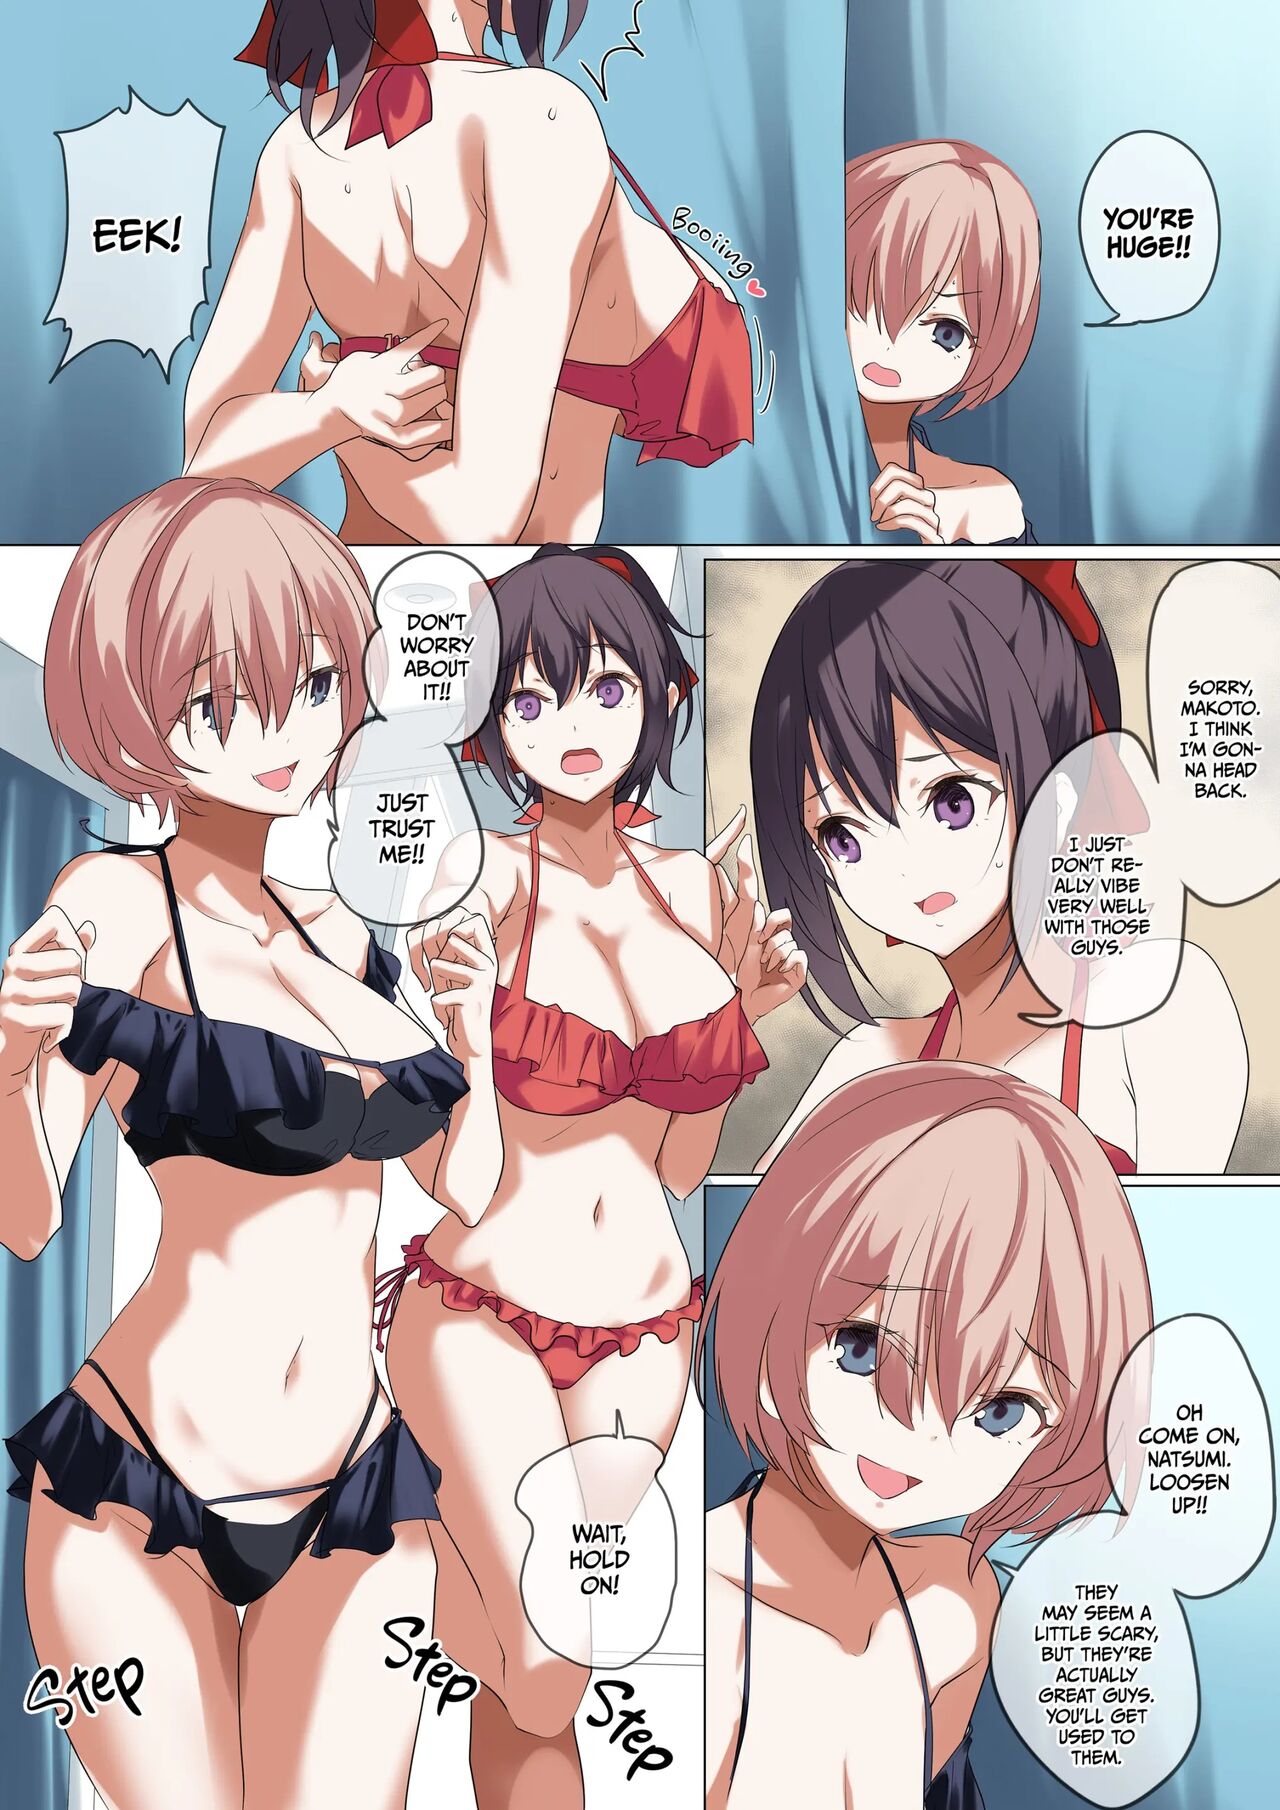 YOU'RE
HUGE!!
Booiing
EEK!
SORRY,
MAKOTO.
I THINK
I'M GON-
NA HEAD
BACK.
I JUST
DON'T RE-
ALLY VIBE
VERY WELL
WITH THOSE
GUYS.
OH
COME ON,
NATSUMI.
LOOSEN
UP!!
THEY
MAY SEEM A
LITTLE SCARY,
BUT THEY'RE
ACTUALLY
GREAT GUYS.
YOU'LL GET
USED TO
THEM.
DON'T
WORRY
ABOUT
IT!!
JUST
TRUST
ME!!
WAIT,
HOLD
ON!
Step
Step
Step